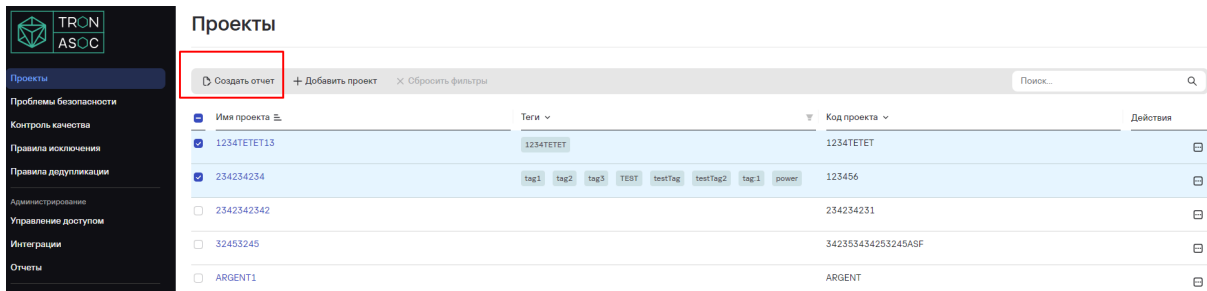 TRON
ASOC
Проекты
Проекты
Проблемы безопасности
Контроль качества
Правила исключения
Правила дедупликации
Администрирование
Управление доступом
Интеграции
Отчеты
Создать отчет + Добавить проект × Сбросить фильтры Поиск...
Имя проекта Теги Код проекта Действия
1234TETET13 1234TETET 1234TETET
234234234 tag1 tag2 tag3 TEST testTag testTag2 tag:1 power 123456
2342342342 234234231
32453245 342353434253245ASF
ARGENT1 ARGENT